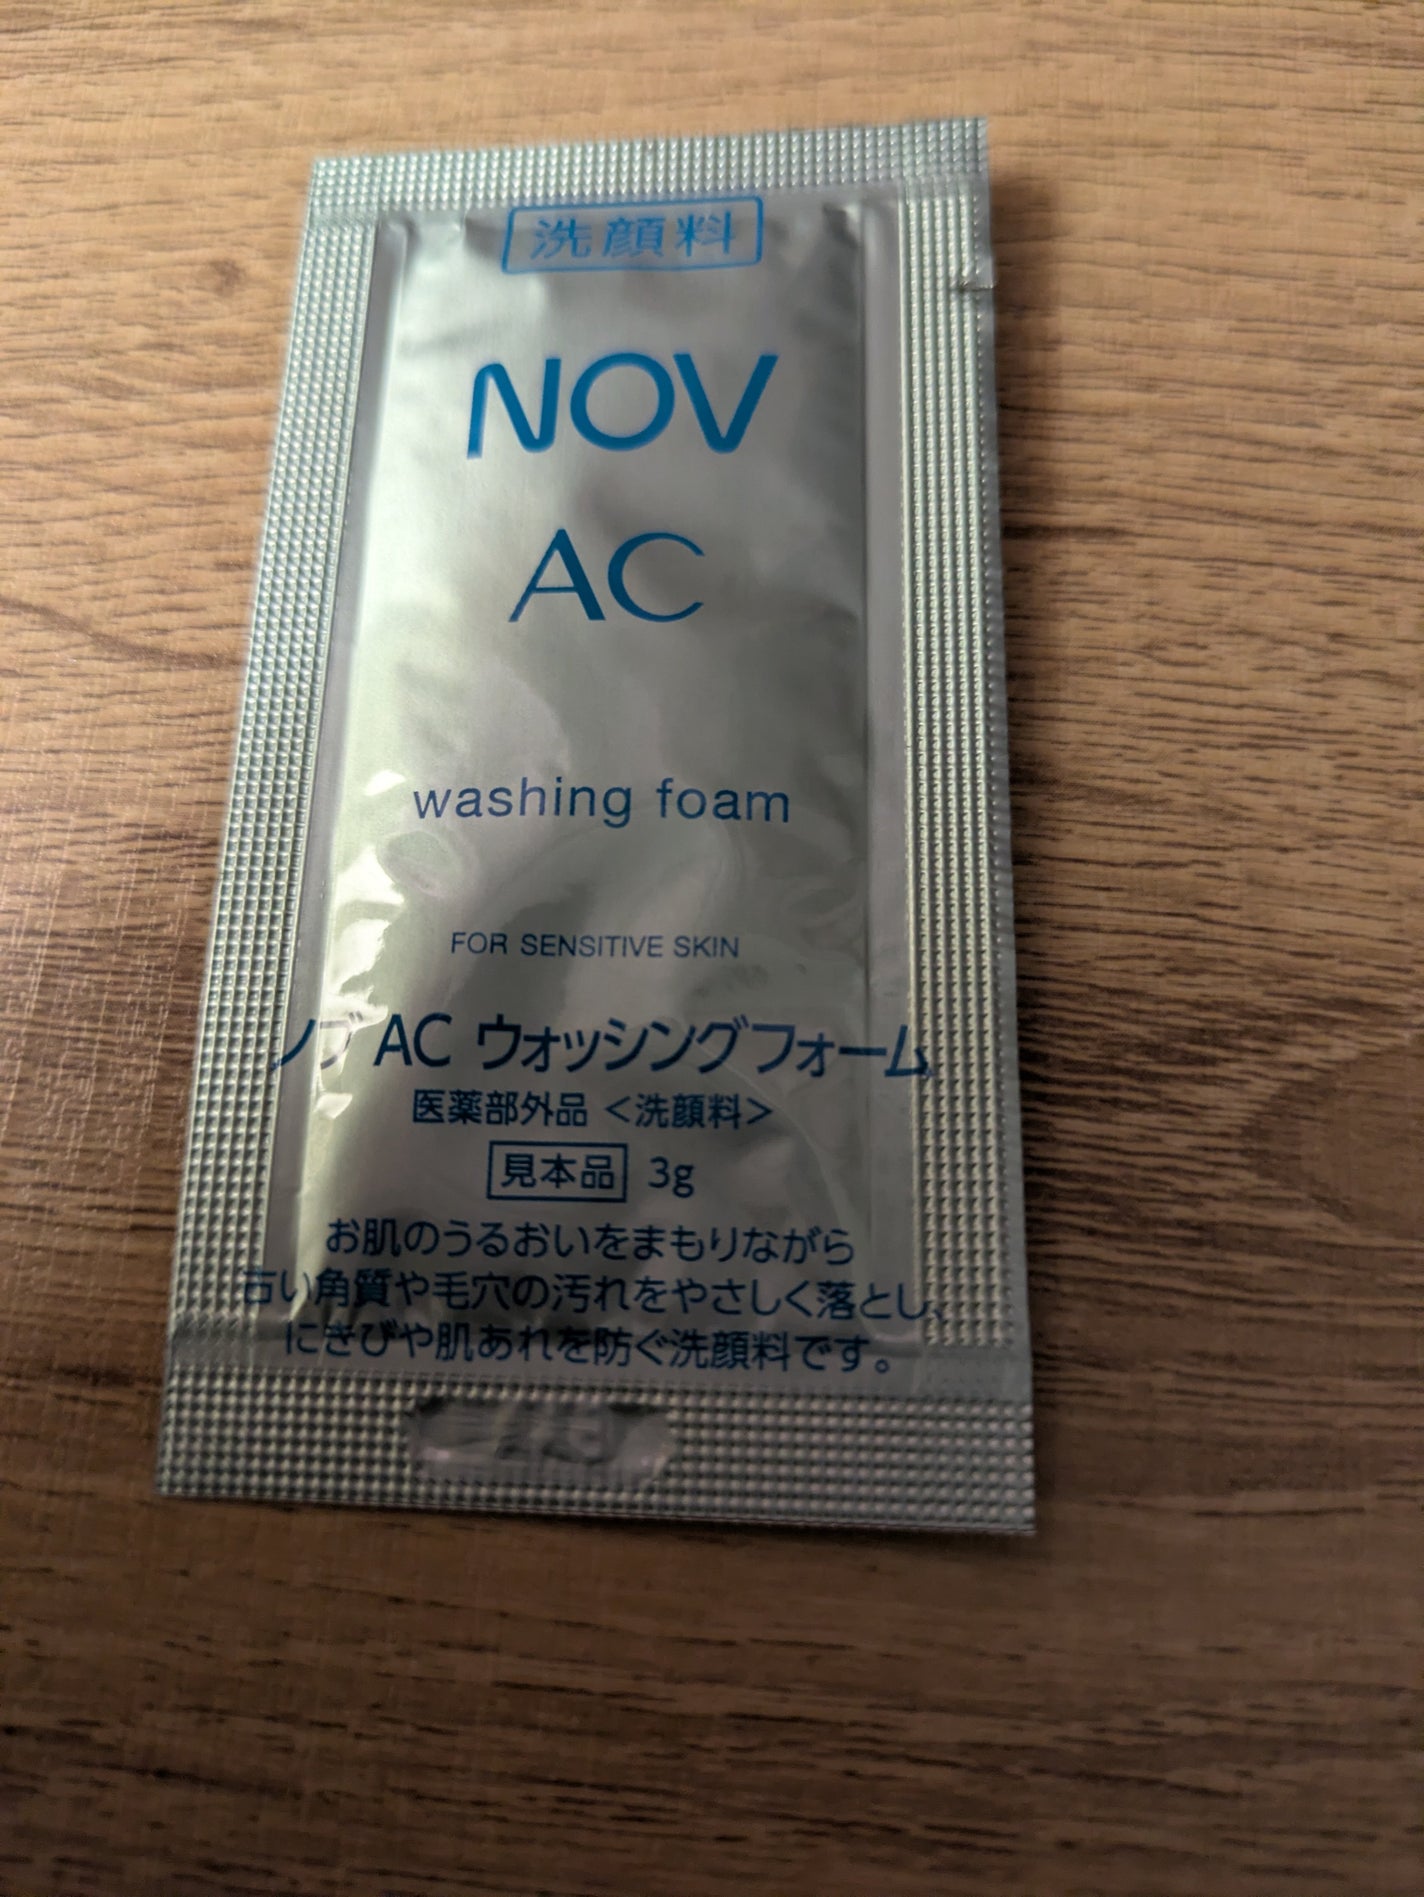 洗顔料
NOV
AC
washing foam
FOR SENSITIVE SKIN
ノブ AC ウォッシングフォーム
医薬部外品 <洗顔料>
見本品 3g
お肌のうるおいをまもりながら
古い角質や毛穴の汚れをやさしく落とし、
にきびや肌あれを防ぐ洗顔料です。